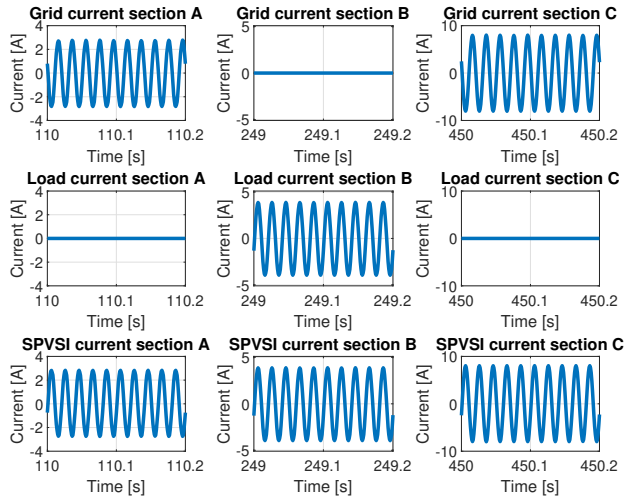 Grid current section A
Current [A]
4
2
0
-2
-4
110
110.1
110.2
Time [s]
Grid current section B
Current [A]
5
0
-5
249
249.1
249.2
Time [s]
Grid current section C
Current [A]
10
0
-10
450
450.1
450.2
Time [s]
Load current section A
Current [A]
4
2
0
-2
-4
110
110.1
110.2
Time [s]
Load current section B
Current [A]
5
0
-5
249
249.1
249.2
Time [s]
Load current section C
Current [A]
10
0
-10
450
450.1
450.2
Time [s]
SPVSI current section A
Current [A]
4
2
0
-2
-4
110
110.1
110.2
Time [s]
SPVSI current section B
Current [A]
5
0
-5
249
249.1
249.2
Time [s]
SPVSI current section C
Current [A]
10
0
-10
450
450.1
450.2
Time [s]